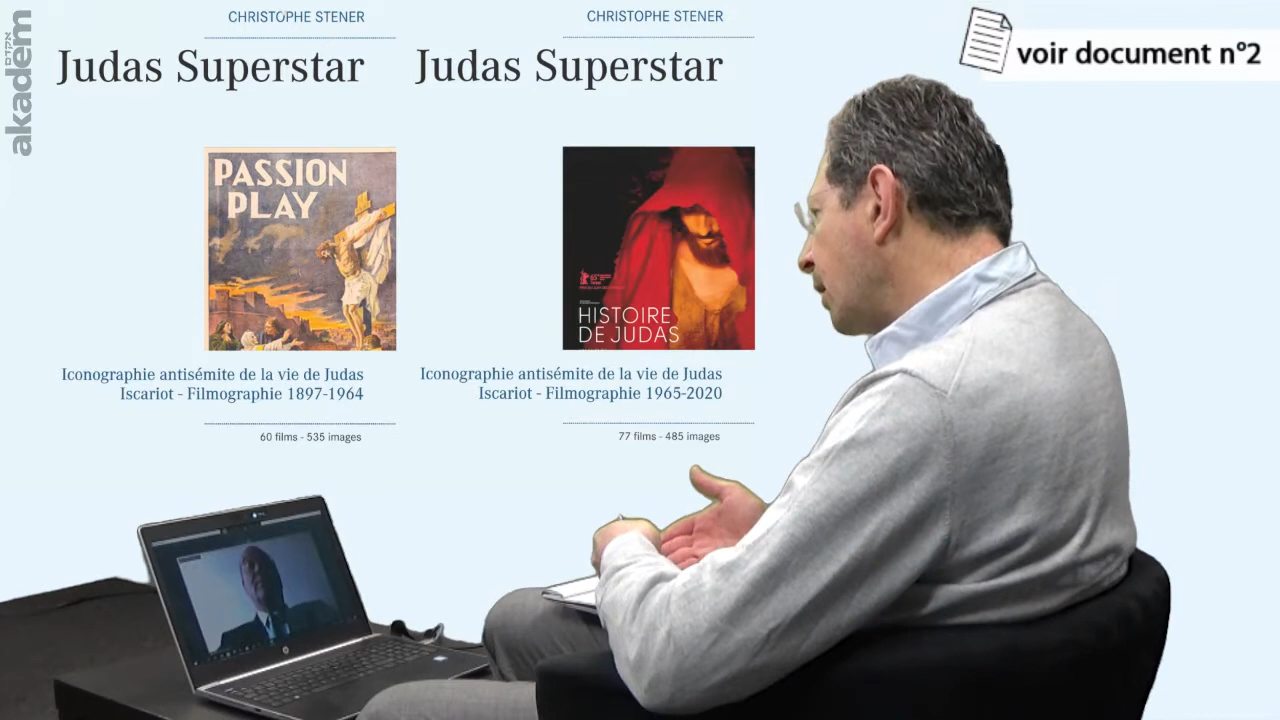 אקדם
akadem
CHRISTOPHE STENER
Judas Superstar
PASSION
PLAY
Iconographie antisémite de la vie de Judas
Iscariot - Filmographie 1897-1964
60 films - 535 images
CHRISTOPHE STENER
Judas Superstar
HISTOIRE
DE JUDAS
Iconographie antisémite de la vie de Judas
Iscariot - Filmographie 1965-2020
77 films - 485 images
voir document n°2
hp